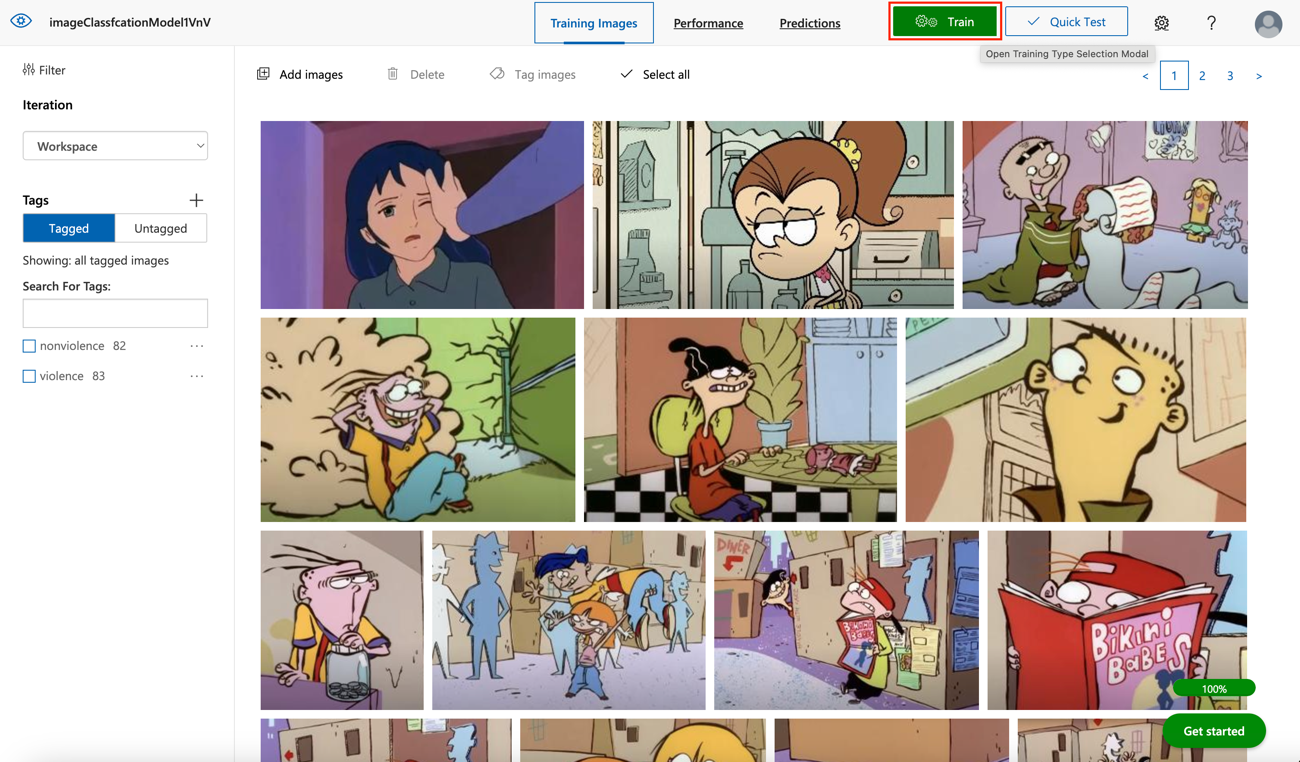 imageClassfcationModel1VnV
Training Images
Performance
Predictions
Train
Quick Test
?
Open Training Type Selection Modal
Filter
Add images
Delete
Tag images
Select all
< 1 2 3 >
Iteration
Workspace
Tags
Tagged
Untagged
Showing: all tagged images
Search For Tags:
nonviolence 82
violence 83
DINER
BIKINI
BABES
BIKINI
BABES
100%
Get started